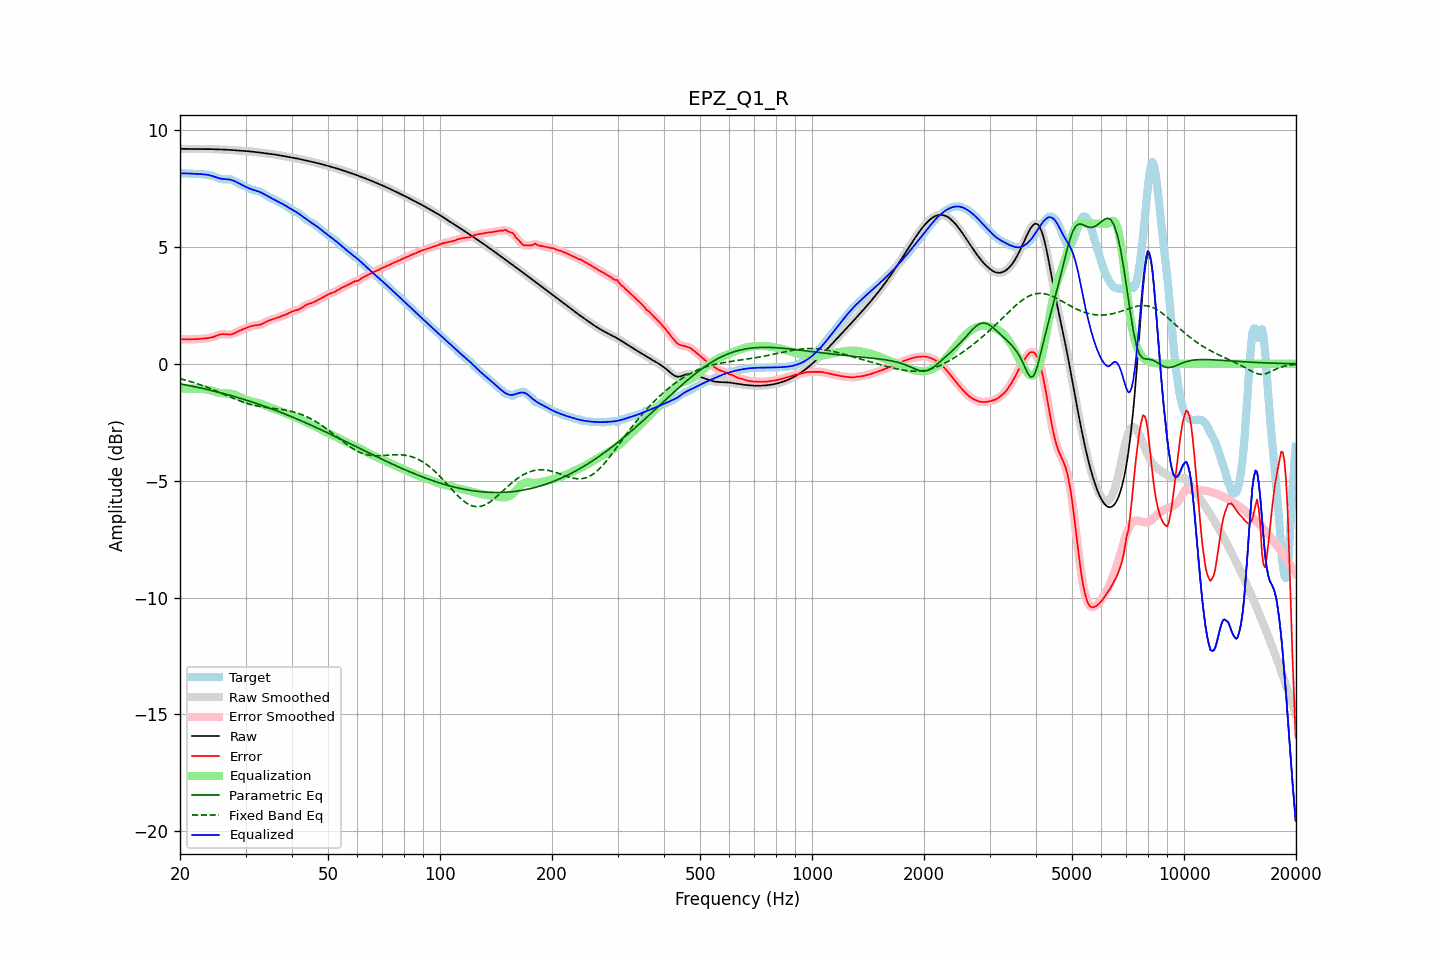 EPZ_Q1_R
Amplitude (dBr)
10
5
0
−5
−10
−15
−20
Target
Raw Smoothed
Error Smoothed
Raw
Error
Equalization
Parametric Eq
Fixed Band Eq
Equalized
20 50 100 200 500 1000 2000 5000 10000 20000
Frequency (Hz)